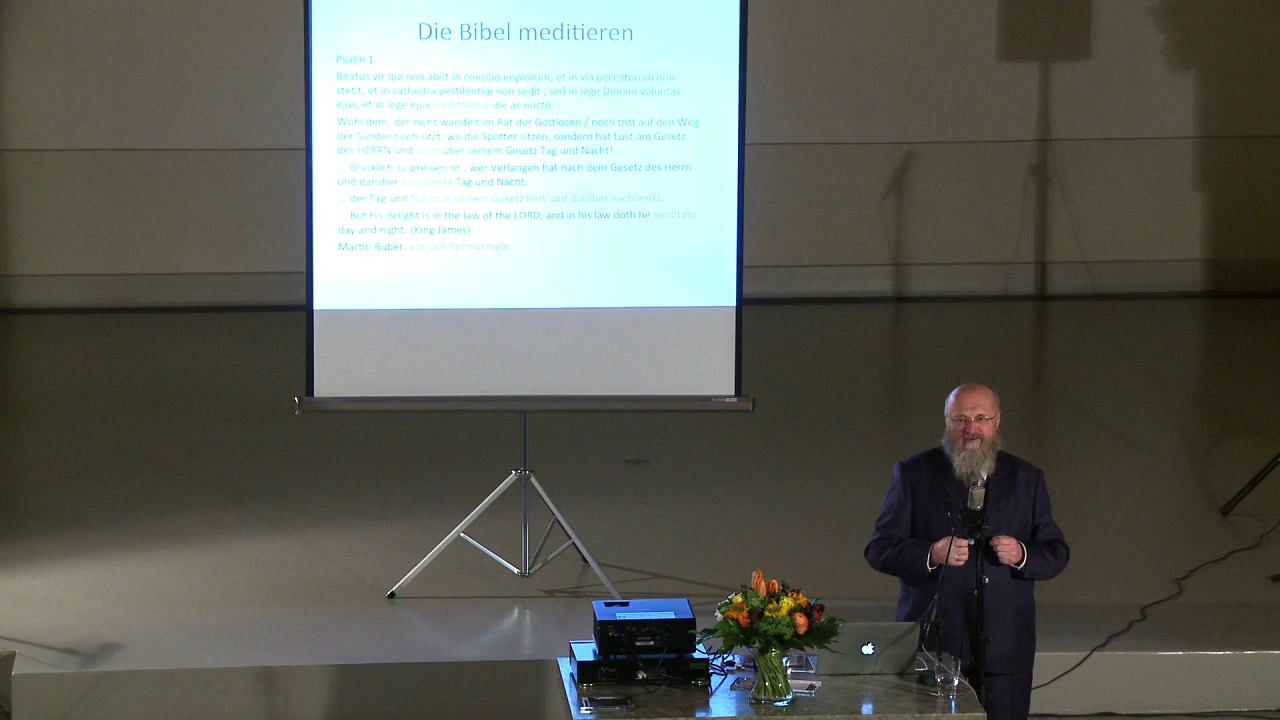 Die Bibel meditieren
Psalm 1
Beatus vir qui non abiit in consilio impiorum, et in via peccatorum non
stetit, et in cathedra pestilentiæ non sedit ; sed in lege Domini voluntas
ejus, et in lege ejus meditabitur die ac nocte.
Wohl dem, der nicht wandelt im Rat der Gottlosen / noch tritt auf den Weg
der Sünder noch sitzt, wo die Spötter sitzen, sondern hat Lust am Gesetz
des HERRN und sinnt über seinem Gesetz Tag und Nacht!
... Glücklich zu preisen ist , wer Verlangen hat nach dem Gesetz des Herrn
und darüber nachdenkt Tag und Nacht.
... der Tag und Nacht in seinem Gesetz liest und darüber nachdenkt.
... But his delight is in the law of the LORD; and in his law doth he meditate
day and night. (King James)
Martin Buber: vor sich hermurmeln